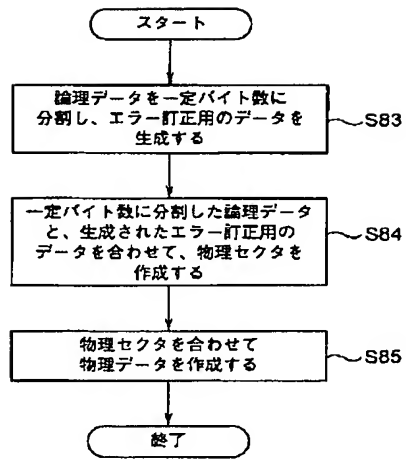 スタート
論理データを一定バイト数に
分割し、エラー訂正用のデータを
生成する
S83
一定バイト数に分割した論理データ
と、生成されたエラー訂正用の
データを合わせて、物理セクタを
作成する
S84
物理セクタを合わせて
物理データを作成する
S85
終了